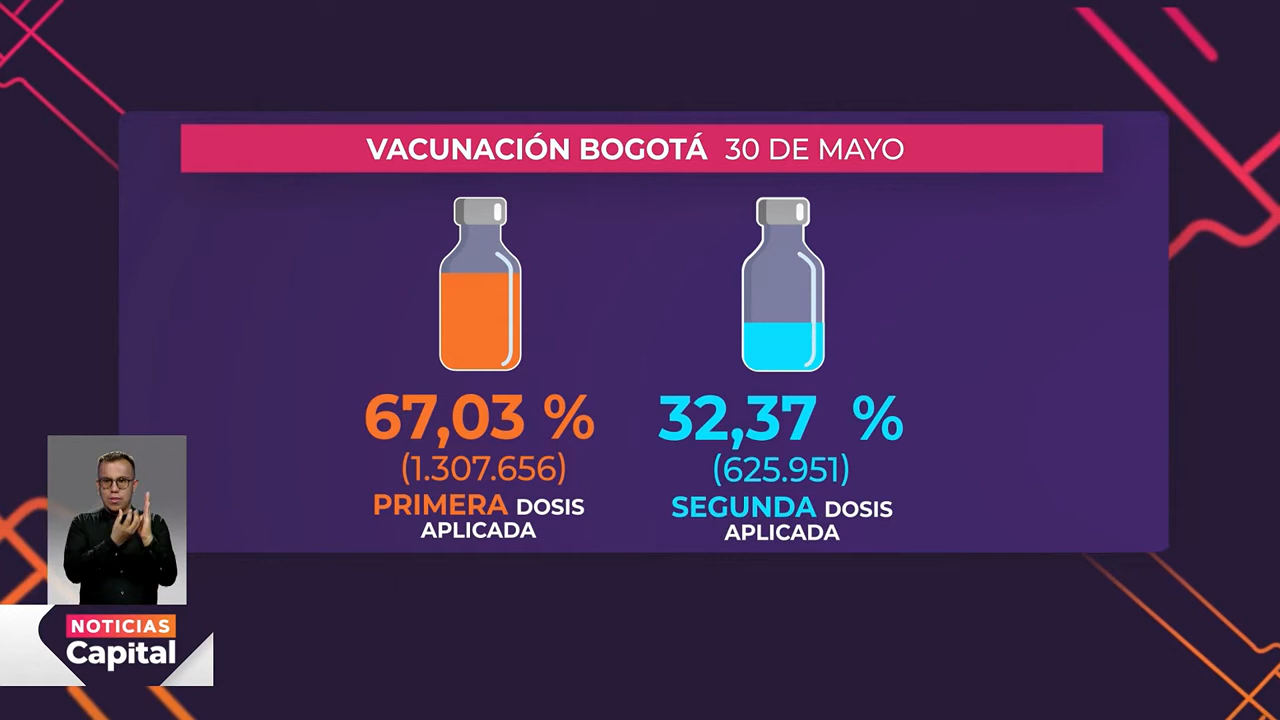 VACUNACIÓN BOGOTÁ 30 DE MAYO
67,03 %
(1.307.656)
PRIMERA DOSIS
APLICADA
32,37 %
(625.951)
SEGUNDA DOSIS
APLICADA
NOTICIAS
Capital